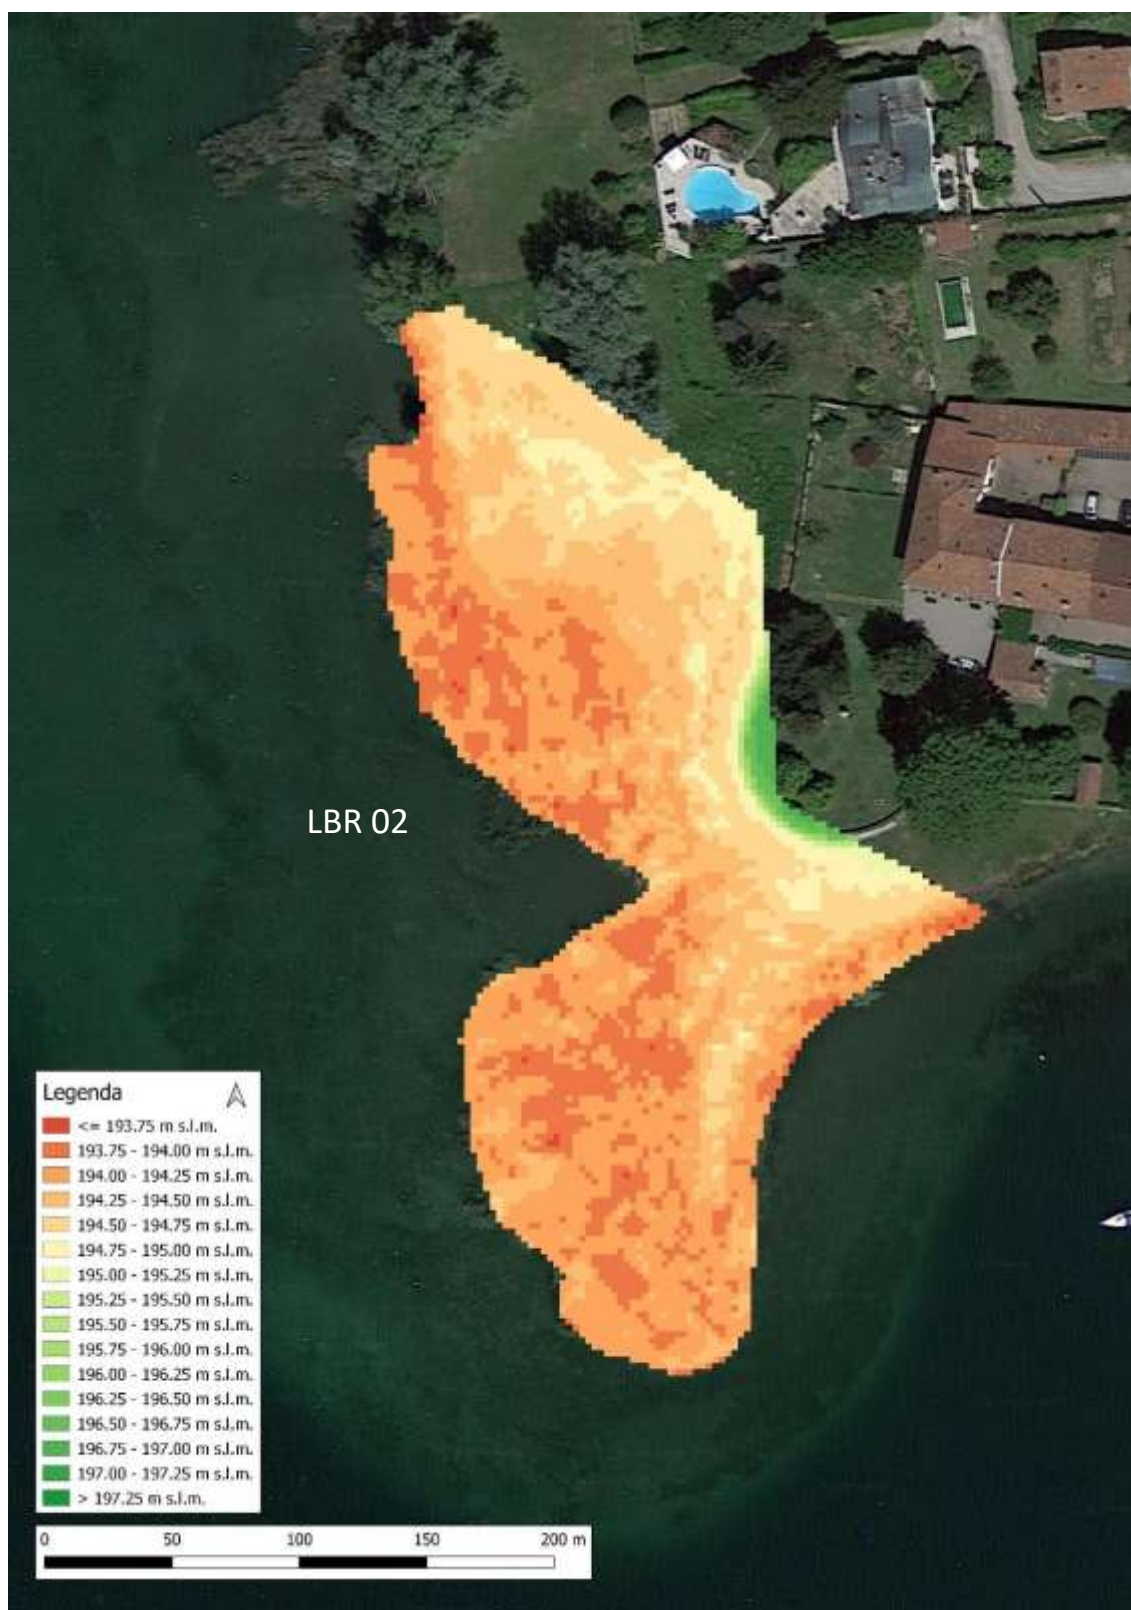 LBR 02
Legenda
<= 193.75 m s.l.m.
193.75 - 194.00 m s.l.m.
194.00 - 194.25 m s.l.m.
194.25 - 194.50 m s.l.m.
194.50 - 194.75 m s.l.m.
194.75 - 195.00 m s.l.m.
195.00 - 195.25 m s.l.m.
195.25 - 195.50 m s.l.m.
195.50 - 195.75 m s.l.m.
195.75 - 196.00 m s.l.m.
196.00 - 196.25 m s.l.m.
196.25 - 196.50 m s.l.m.
196.50 - 196.75 m s.l.m.
196.75 - 197.00 m s.l.m.
197.00 - 197.25 m s.l.m.
> 197.25 m s.l.m.
0 50 100 150 200 m